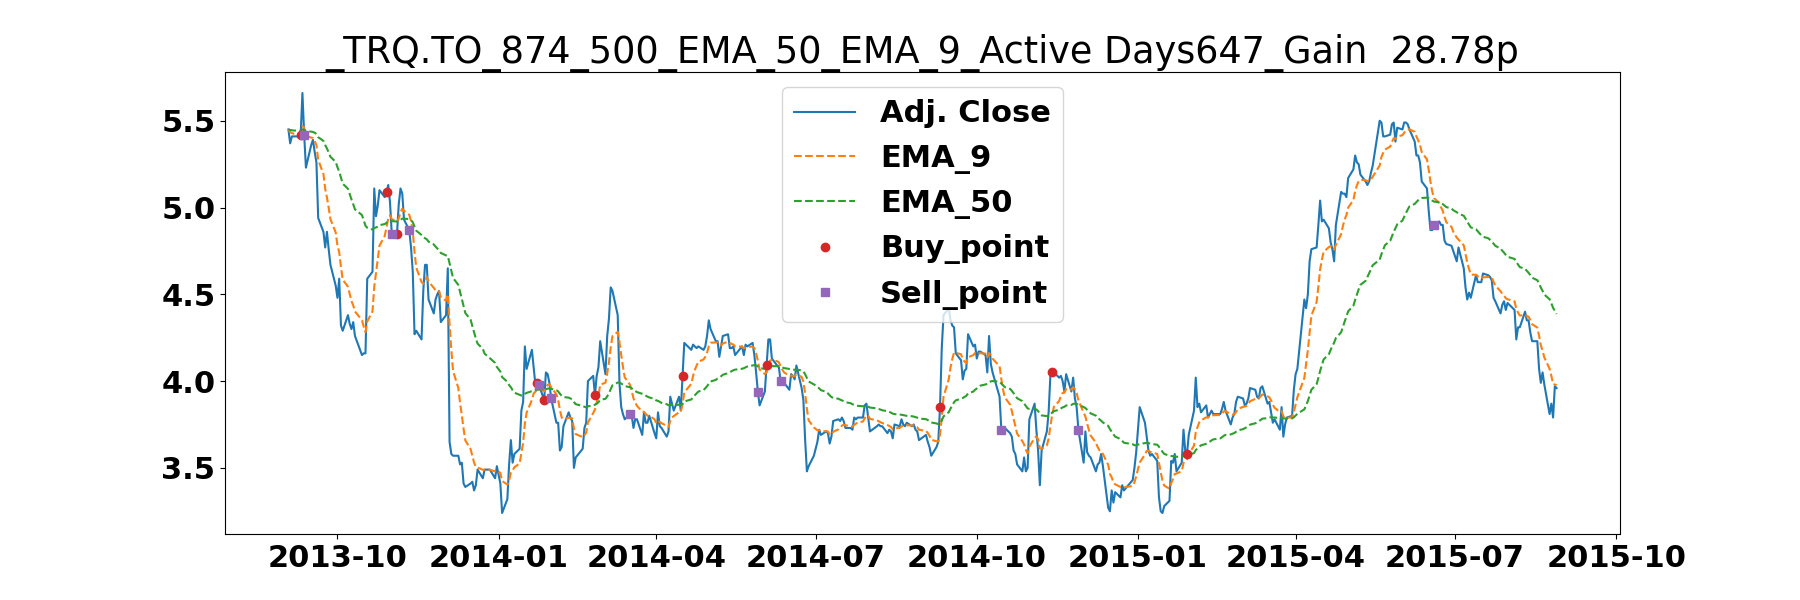 _TRQ.TO_874_500_EMA_50_EMA_9_Active Days647_Gain  28.78p
Adj. Close
EMA_9
EMA_50
Buy_point
Sell_point
5.5
5.0
4.5
4.0
3.5
2013-10 2014-01 2014-04 2014-07 2014-10 2015-01 2015-04 2015-07 2015-10